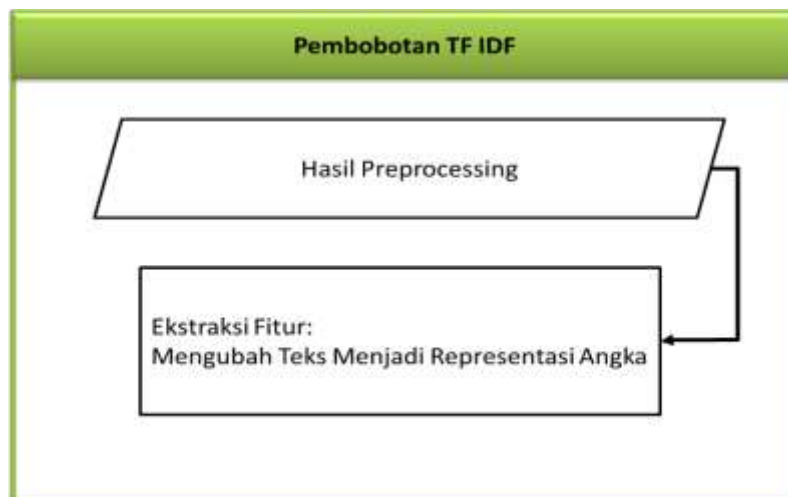 Pembobotan TF IDF
Hasil Preprocessing
Ekstraksi Fitur:
Mengubah Teks Menjadi Representasi Angka